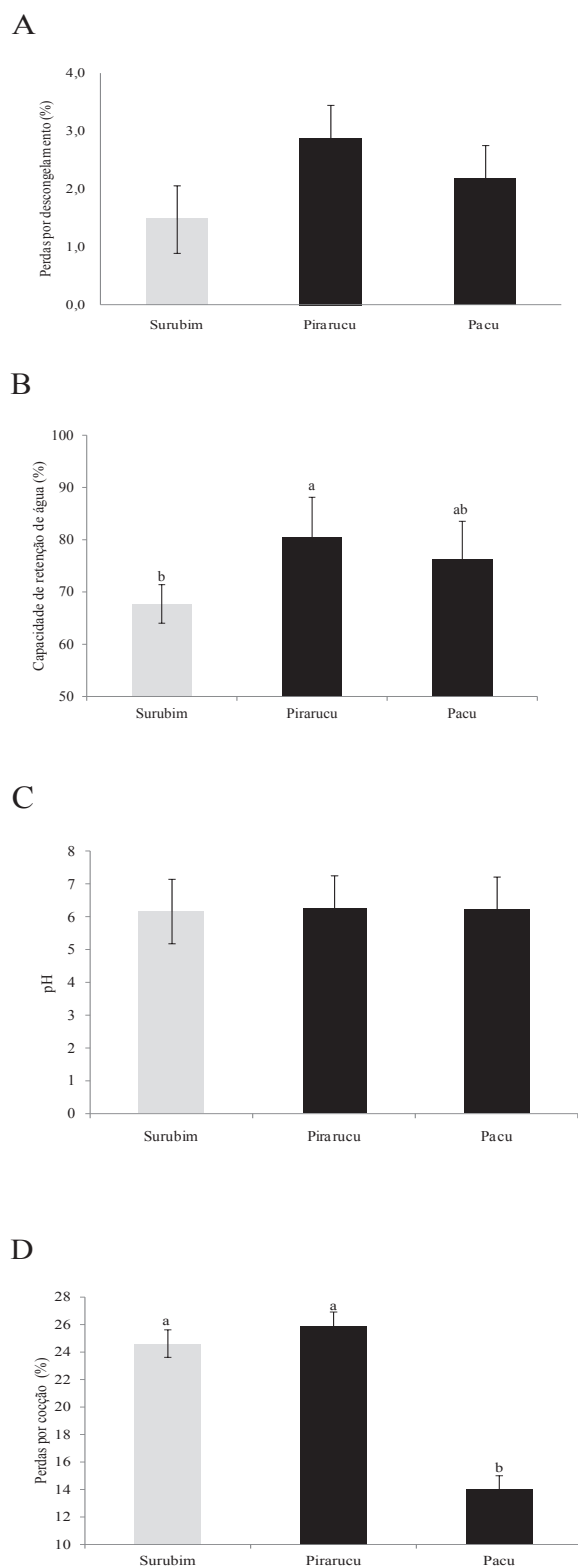 A
Perdas por descongelamento (%)
4,0
3,0
2,0
1,0
0,0
Surubim Pirarucu Pacu
B
Capacidade de retenção de água (%)
100
90
80
70
60
50
b
a
ab
Surubim Pirarucu Pacu
C
pH
8
7
6
5
4
3
2
1
0
Surubim Pirarucu Pacu
D
Perdas por cocção (%)
28
26
24
22
20
18
16
14
12
10
a
a
b
Surubim Pirarucu Pacu